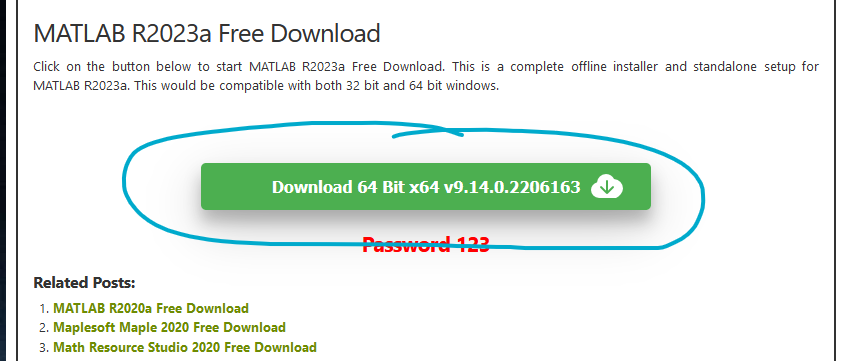 MATLAB R2023a Free Download
Click on the button below to start MATLAB R2023a Free Download. This is a complete offline installer and standalone setup for
MATLAB R2023a. This would be compatible with both 32 bit and 64 bit windows.
Download 64 Bit x64 v9.14.0.2206163
Password 123
Related Posts:
1. MATLAB R2020a Free Download
2. Maplesoft Maple 2020 Free Download
3. Math Resource Studio 2020 Free Download